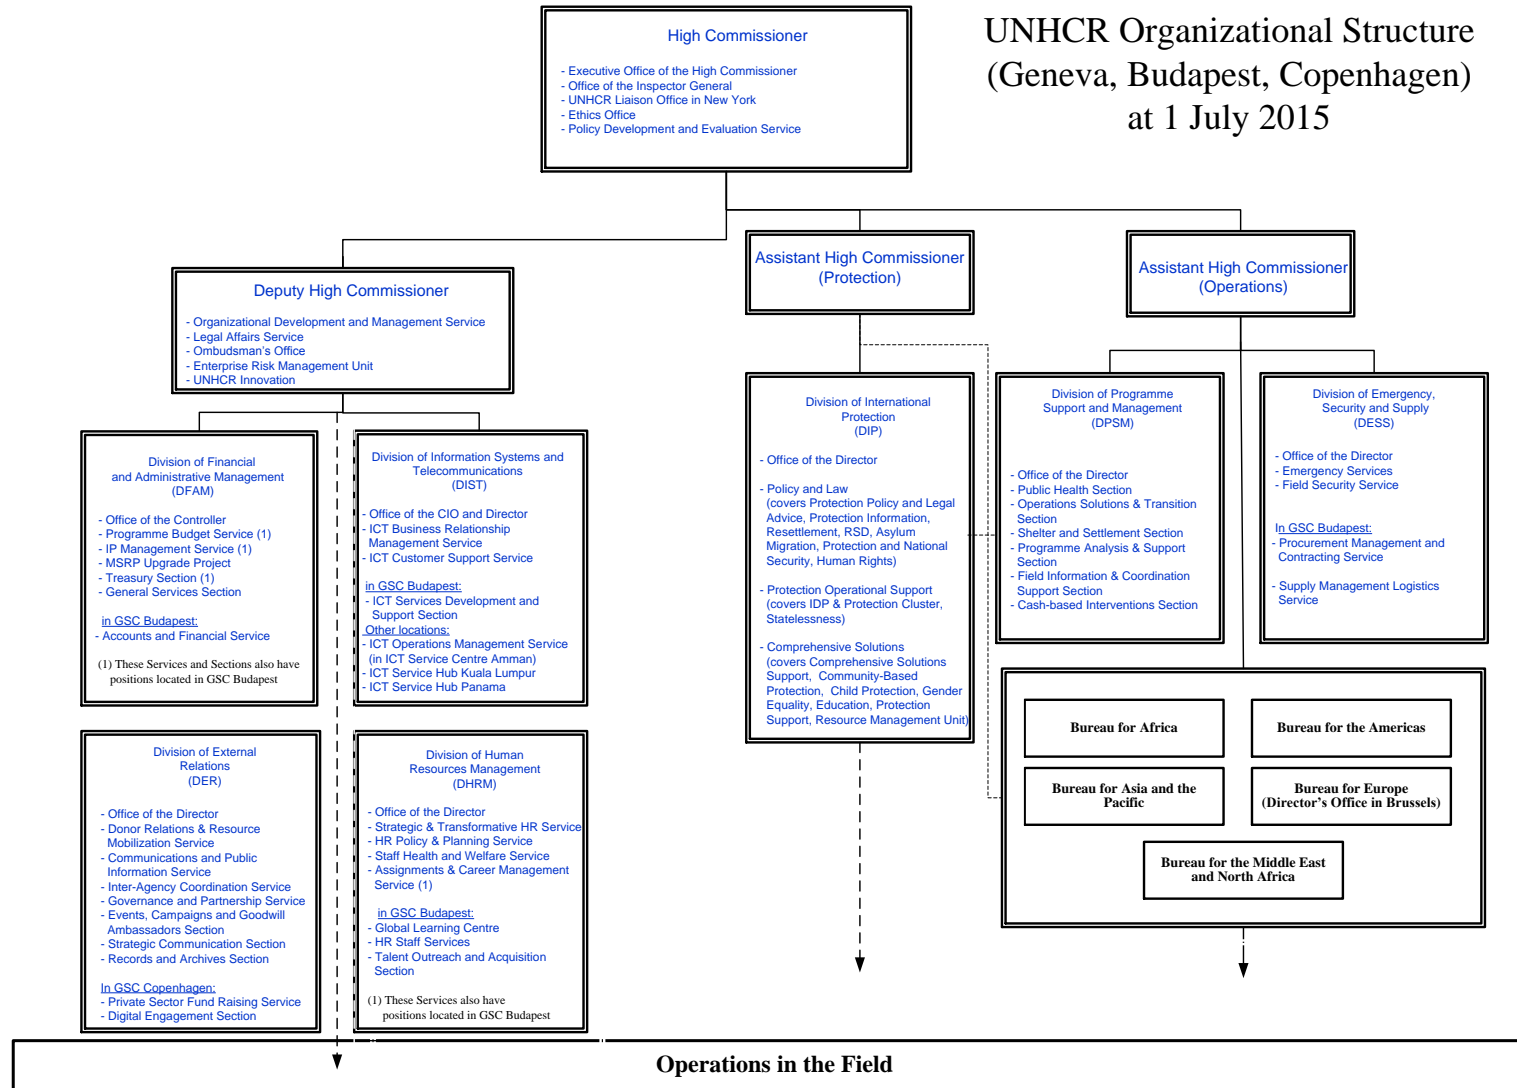 UNHCR Organizational Structure
(Geneva, Budapest, Copenhagen)
at 1 July 2015
High Commissioner
- Executive Office of the High Commissioner
- Office of the Inspector General
- UNHCR Liaison Office in New York
- Ethics Office
- Policy Development and Evaluation Service
Deputy High Commissioner
- Organizational Development and Management Service
- Legal Affairs Service
- Ombudsman's Office
- Enterprise Risk Management Unit
- UNHCR Innovation
Assistant High Commissioner
(Protection)
Assistant High Commissioner
(Operations)
Division of Financial
and Administrative Management
(DFAM)
- Office of the Controller
- Programme Budget Service (1)
- IP Management Service (1)
- MSRP Upgrade Project
- Treasury Section (1)
- General Services Section
in GSC Budapest:
- Accounts and Financial Service
(1) These Services and Sections also have
positions located in GSC Budapest
Division of Information Systems and
Telecommunications
(DIST)
- Office of the CIO and Director
- ICT Business Relationship
Management Service
- ICT Customer Support Service
in GSC Budapest:
- ICT Services Development and
Support Section
Other locations:
- ICT Operations Management Service
(in ICT Service Centre Amman)
- ICT Service Hub Kuala Lumpur
- ICT Service Hub Panama
Division of International
Protection
(DIP)
- Office of the Director
- Policy and Law
(covers Protection Policy and Legal
Advice, Protection Information,
Resettlement, RSD, Asylum
Migration, Protection and National
Security, Human Rights)
- Protection Operational Support
(covers IDP & Protection Cluster,
Statelessness)
- Comprehensive Solutions
(covers Comprehensive Solutions
Support, Community-Based
Protection, Child Protection, Gender
Equality, Education, Protection
Support, Resource Management Unit)
Division of Programme
Support and Management
(DPSM)
- Office of the Director
- Public Health Section
- Operations Solutions & Transition
Section
- Shelter and Settlement Section
- Programme Analysis & Support
Section
- Field Information & Coordination
Support Section
- Cash-based Interventions Section
Division of Emergency,
Security and Supply
(DESS)
- Office of the Director
- Emergency Services
- Field Security Service
In GSC Budapest:
- Procurement Management and
Contracting Service
- Supply Management Logistics
Service
Division of External
Relations
(DER)
- Office of the Director
- Donor Relations & Resource
Mobilization Service
- Communications and Public
Information Service
- Inter-Agency Coordination Service
- Governance and Partnership Service
- Events, Campaigns and Goodwill
Ambassadors Section
- Strategic Communication Section
- Records and Archives Section
In GSC Copenhagen:
- Private Sector Fund Raising Service
- Digital Engagement Section
Division of Human
Resources Management
(DHRM)
- Office of the Director
- Strategic & Transformative HR Service
- HR Policy & Planning Service
- Staff Health and Welfare Service
- Assignments & Career Management
Service (1)
in GSC Budapest:
- Global Learning Centre
- HR Staff Services
- Talent Outreach and Acquisition
Section
(1) These Services also have
positions located in GSC Budapest
Bureau for Africa
Bureau for the Americas
Bureau for Asia and the
Pacific
Bureau for Europe
(Director's Office in Brussels)
Bureau for the Middle East
and North Africa
Operations in the Field